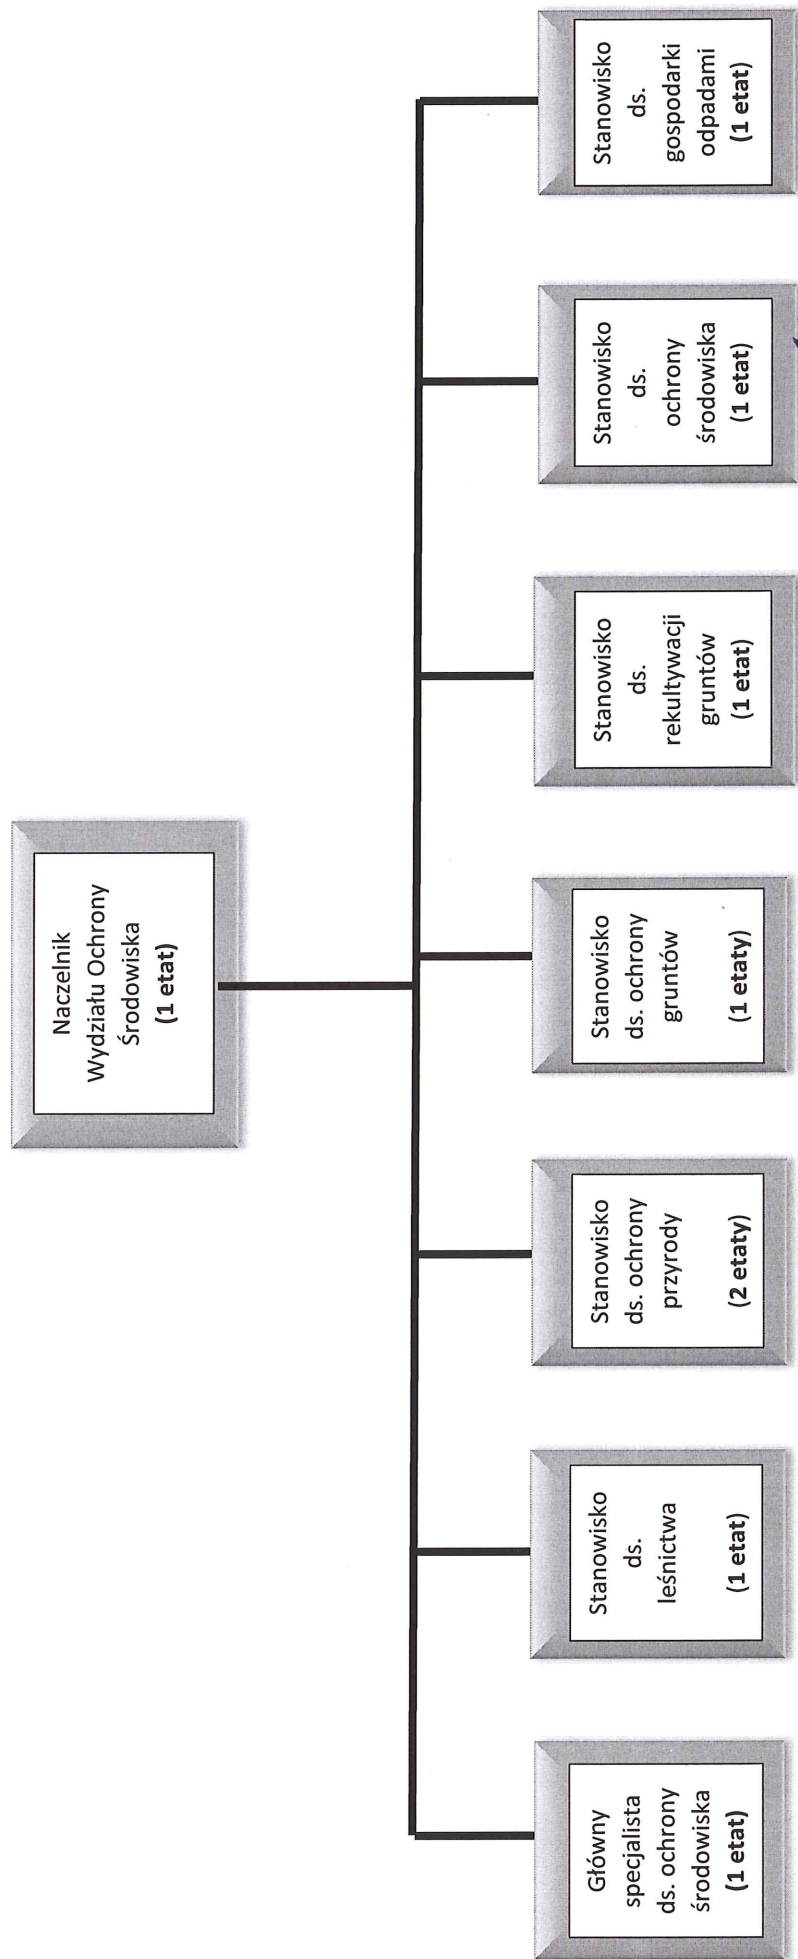 Naczelnik
Wydziału Ochrony
Środowiska
(1 etat)
Główny
specjalista
ds. ochrony
środowiska
(1 etat)
Stanowisko
ds.
leśnictwa
(1 etat)
Stanowisko
ds. ochrony
przyrody
(2 etaty)
Stanowisko
ds. ochrony
gruntów
(1 etaty)
Stanowisko
ds.
rekultywacji
gruntów
(1 etat)
Stanowisko
ds.
ochrony
środowiska
(1 etat)
Stanowisko
ds.
gospodarki
odpadami
(1 etat)